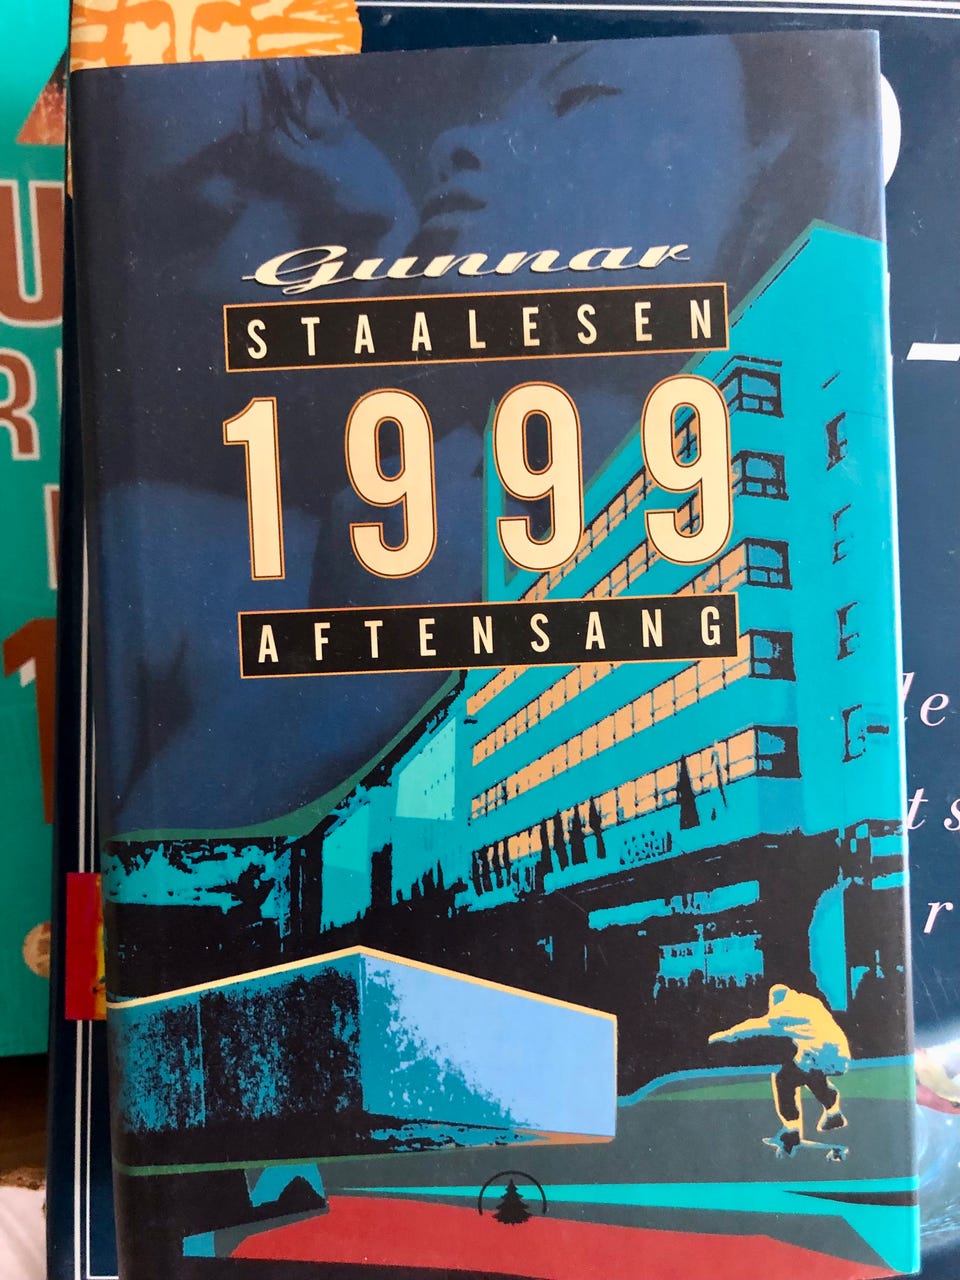 Gunnar
STAALESEN
1999
AFTENSANG